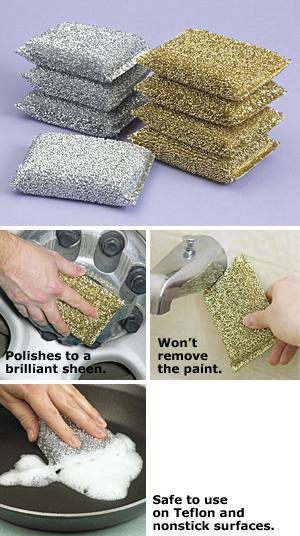 Polishes to a
brilliant sheen.
Won't
remove
the paint.
Safe to use
on Teflon and
nonstick surfaces.